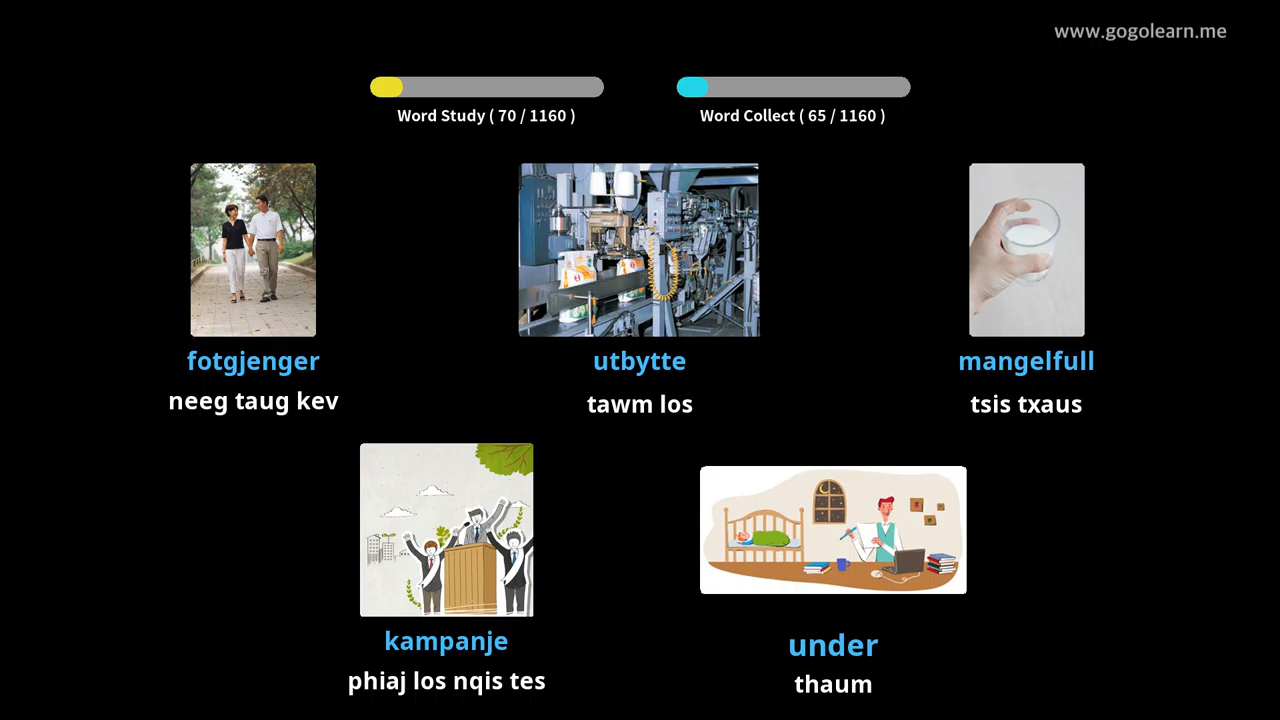 www.gogolearn.me
Word Study ( 70 / 1160 )
Word Collect ( 65 / 1160 )
fotgjenger
neeg taug kev
utbytte
tawm los
mangelfull
tsis txaus
kampanje
phiaj los nqis tes
under
thaum